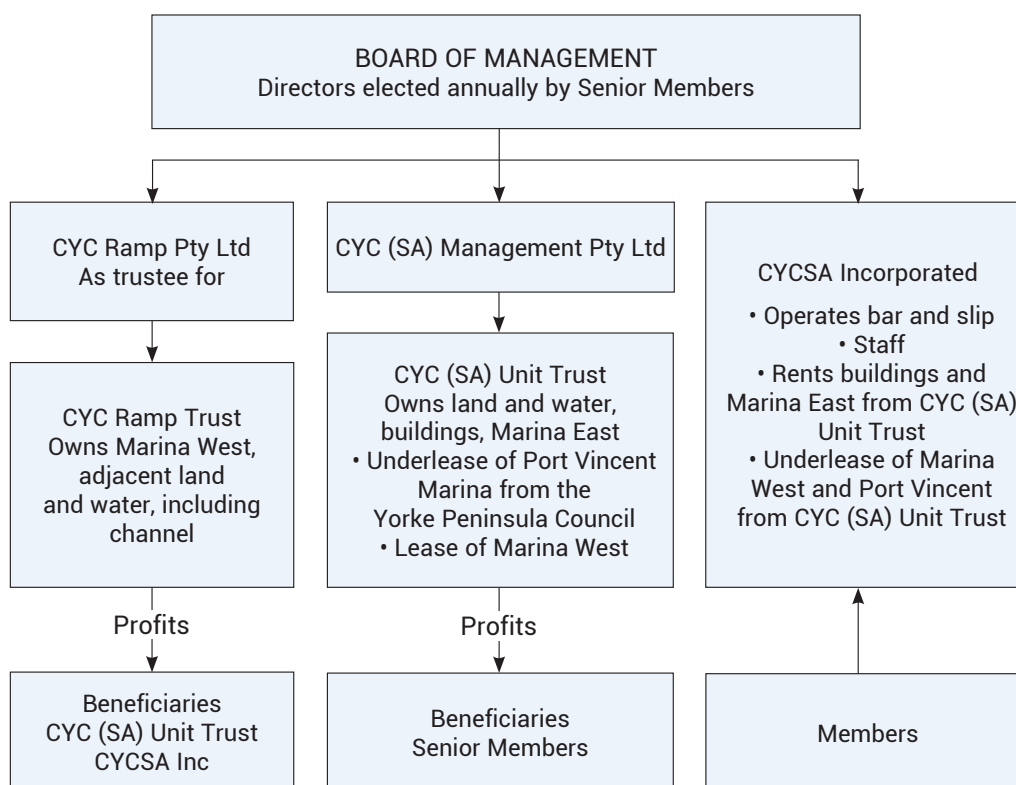 BOARD OF MANAGEMENT
Directors elected annually by Senior Members
CYC Ramp Pty Ltd
As trustee for
CYC (SA) Management Pty Ltd
CYCSA Incorporated
• Operates bar and slip
• Staff
• Rents buildings and
Marina East from CYC (SA)
Unit Trust
• Underlease of Marina
West and Port Vincent
from CYC (SA) Unit Trust
CYC Ramp Trust
Owns Marina West,
adjacent land
and water, including
channel
CYC (SA) Unit Trust
Owns land and water,
buildings, Marina East
• Underlease of Port Vincent
Marina from the
Yorke Peninsula Council
• Lease of Marina West
Profits
Profits
Beneficiaries
CYC (SA) Unit Trust
CYCSA Inc
Beneficiaries
Senior Members
Members